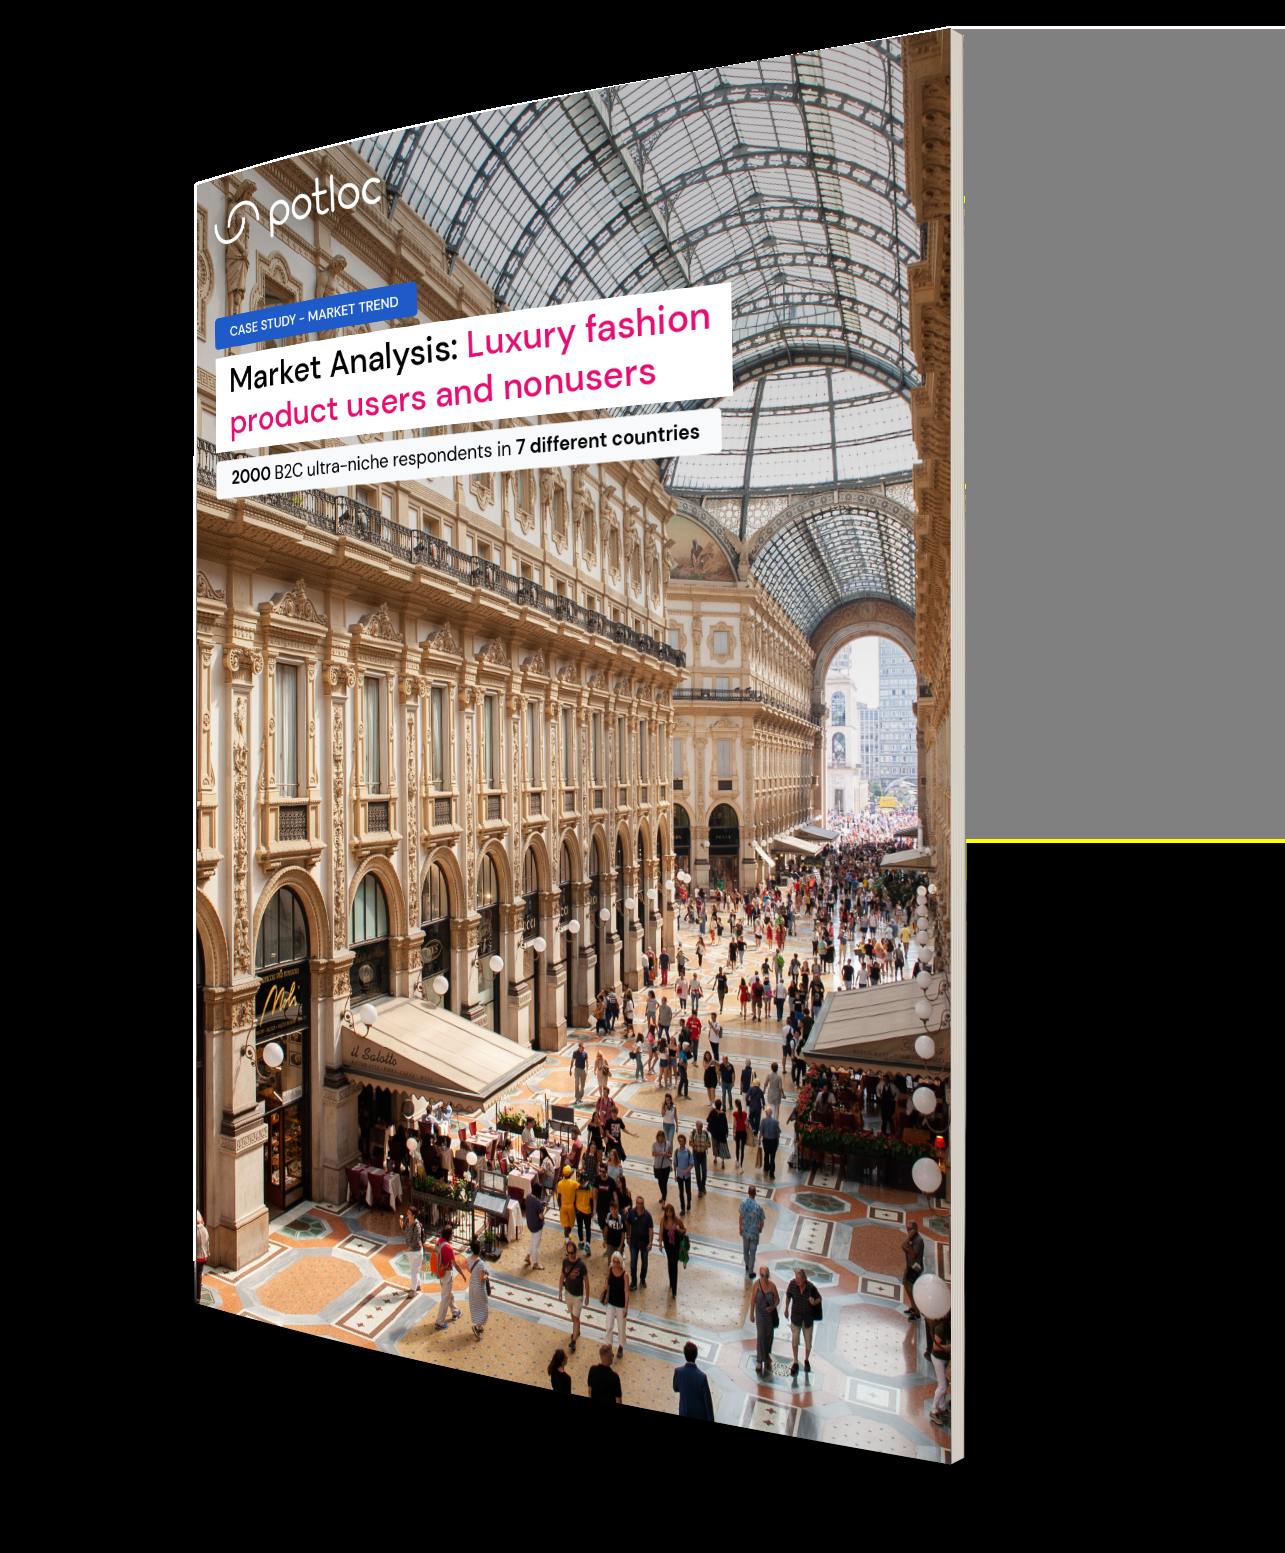 potloc
CASE STUDY - MARKET TREND
Market Analysis: Luxury fashion
product users and nonusers
2000 B2C ultra-niche respondents in 7 different countries
il Salotto